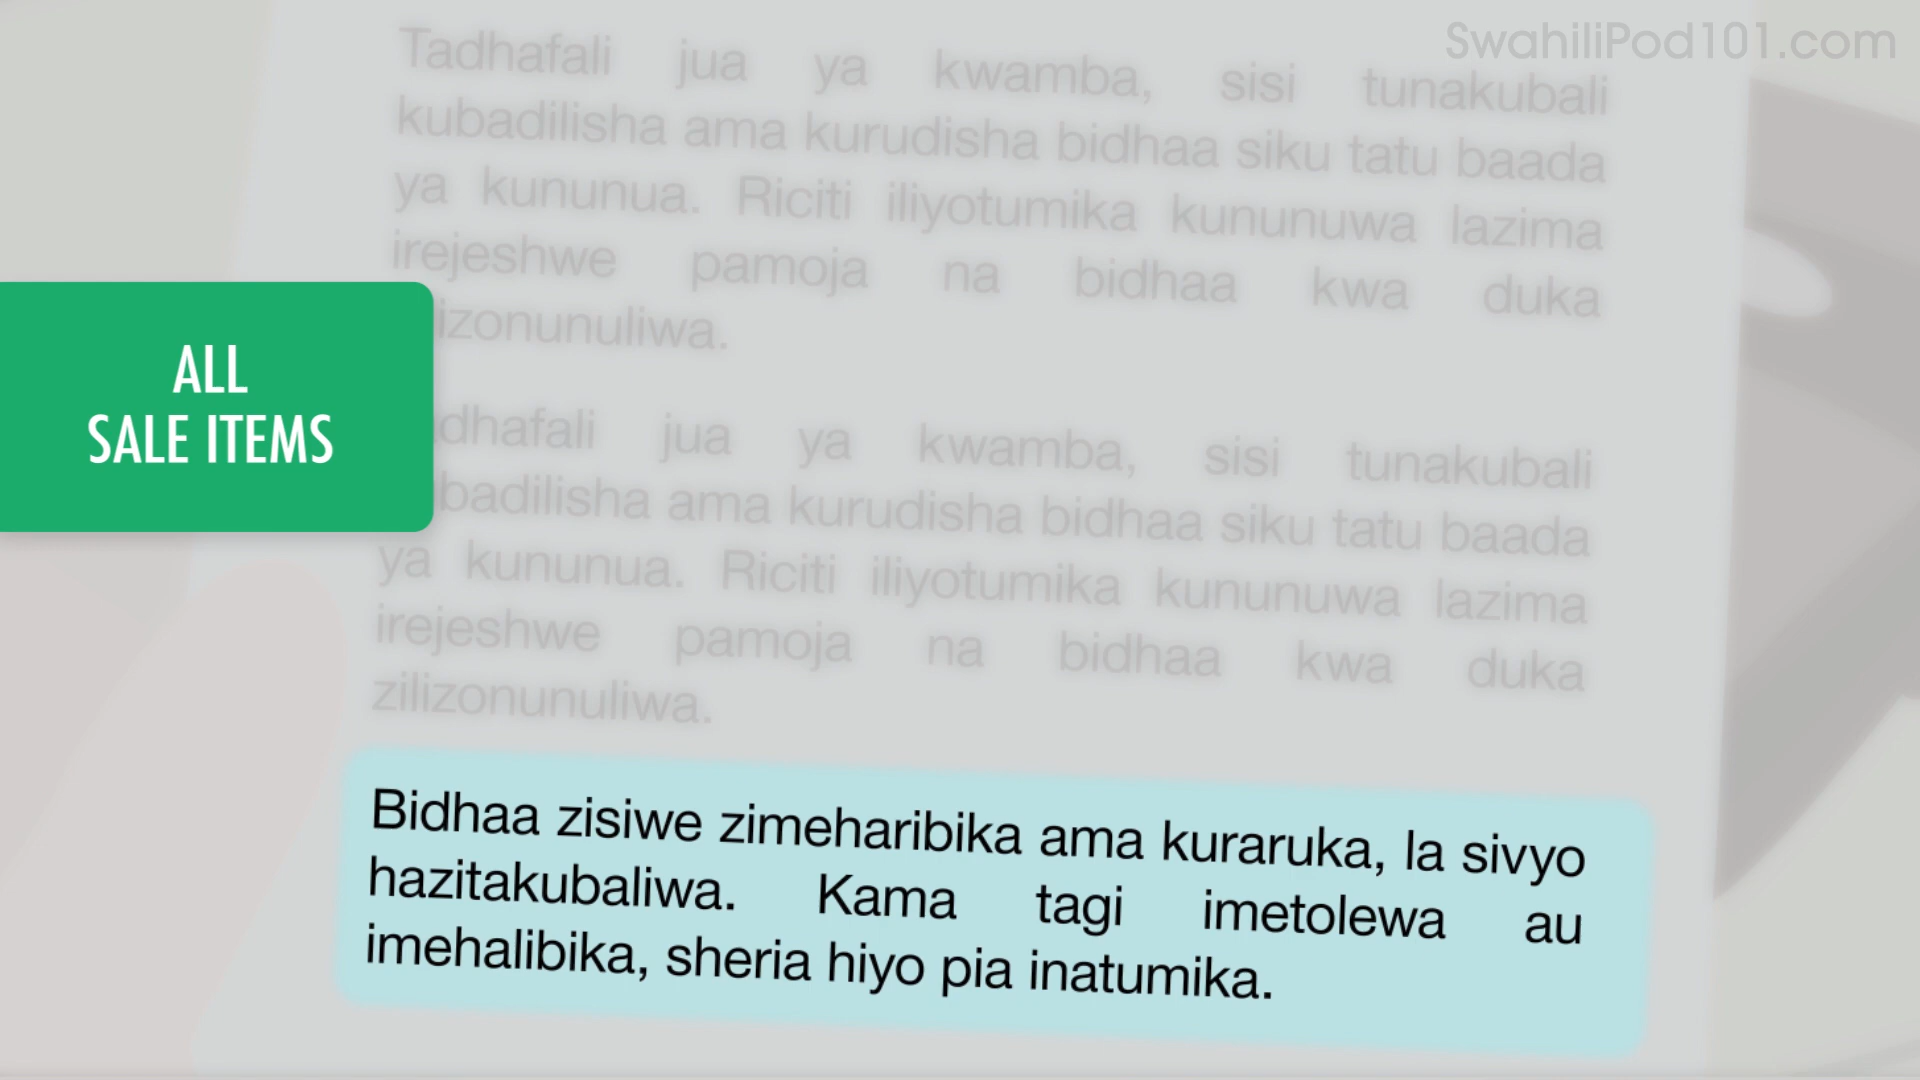 SwahiliPod101.com
Tadhafali jua ya kwamba, sisi tunakubali
kubadilisha ama kurudisha bidhaa siku tatu baada
ya kununua. Riciti iliyotumika kununuwa lazima
irejeshwe pamoja na bidhaa kwa duka
izonunuliwa.
ALL
SALE ITEMS
dhafali jua ya kwamba, sisi tunakubali
badilisha ama kurudisha bidhaa siku tatu baada
ya kununua. Riciti iliyotumika kununuwa lazima
irejeshwe pamoja na bidhaa kwa duka
zilizonunuliwa.
Bidhaa zisiwe zimeharibika ama kuraruka, la sivyo
hazitakubaliwa. Kama tagi imetolewa au
imehalibika, sheria hiyo pia inatumika.